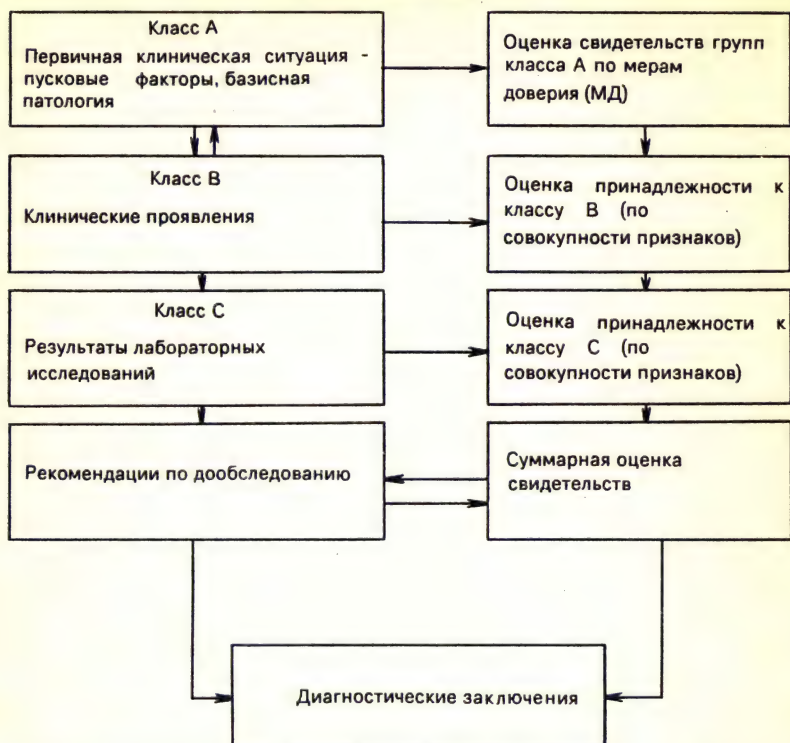 Класс А
Первичная клиническая ситуация -
пусковые факторы, базисная
патология
Оценка свидетельств групп
класса А по мерам
доверия (МД)
Класс В
Клинические проявления
Оценка принадлежности к
классу В (по
совокупности признаков)
Класс С
Результаты лабораторных
исследований
Оценка принадлежности к
классу С (по
совокупности признаков)
Рекомендации по дообследованию
Суммарная оценка
свидетельств
Диагностические заключения